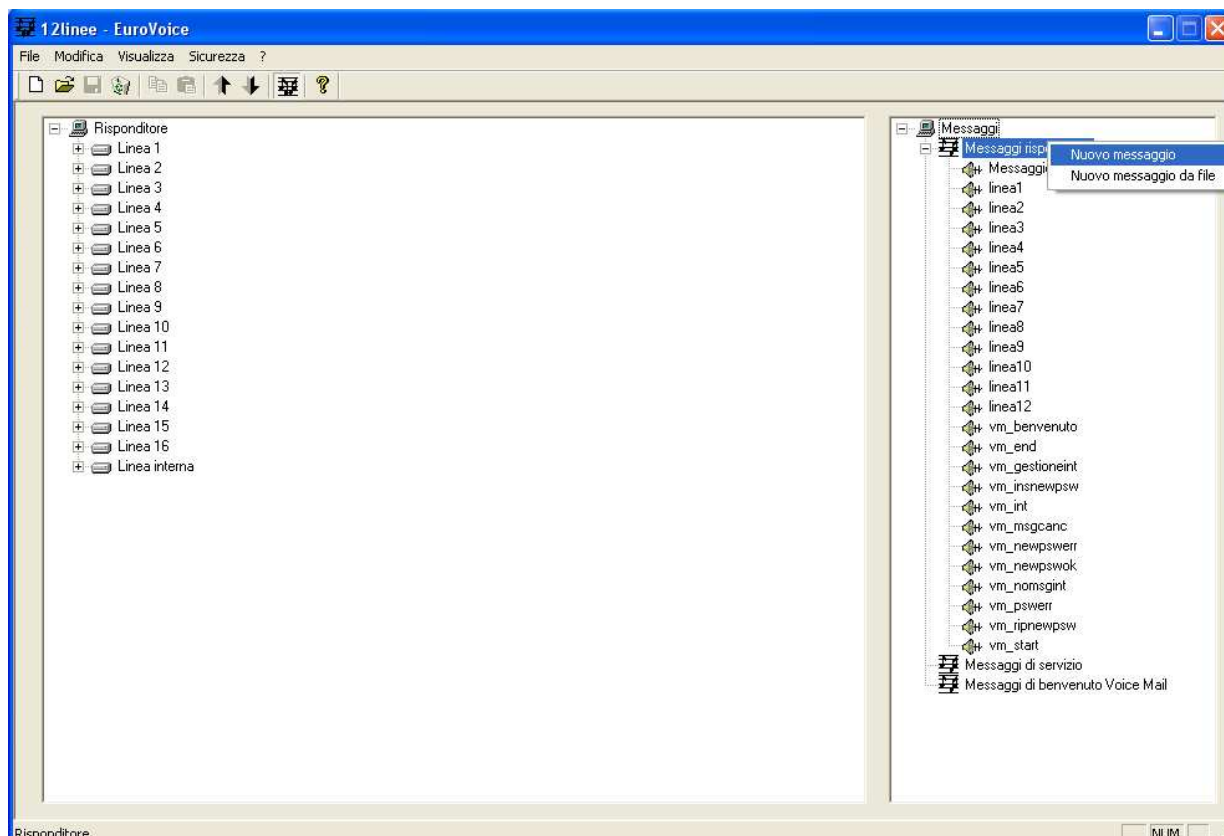 12linee - EuroVoice
File Modifica Visualizza Sicurezza ?
Risponditore
Linea 1
Linea 2
Linea 3
Linea 4
Linea 5
Linea 6
Linea 7
Linea 8
Linea 9
Linea 10
Linea 11
Linea 12
Linea 13
Linea 14
Linea 15
Linea 16
Linea interna
Messaggi
Messaggi
Nuovo messaggio
Nuovo messaggio da file
linea1
linea2
linea3
linea4
linea5
linea6
linea7
linea8
linea9
linea10
linea11
linea12
vm_benvenuto
vm_end
vm_gestioneint
vm_insnewpsw
vm_int
vm_msgcanc
vm_newpswerr
vm_newpswok
vm_nomsgint
vm_pswerr
vm_ripnewpsw
vm_start
Messaggi di servizio
Messaggi di benvenuto Voice Mail
Risponditore
NUM